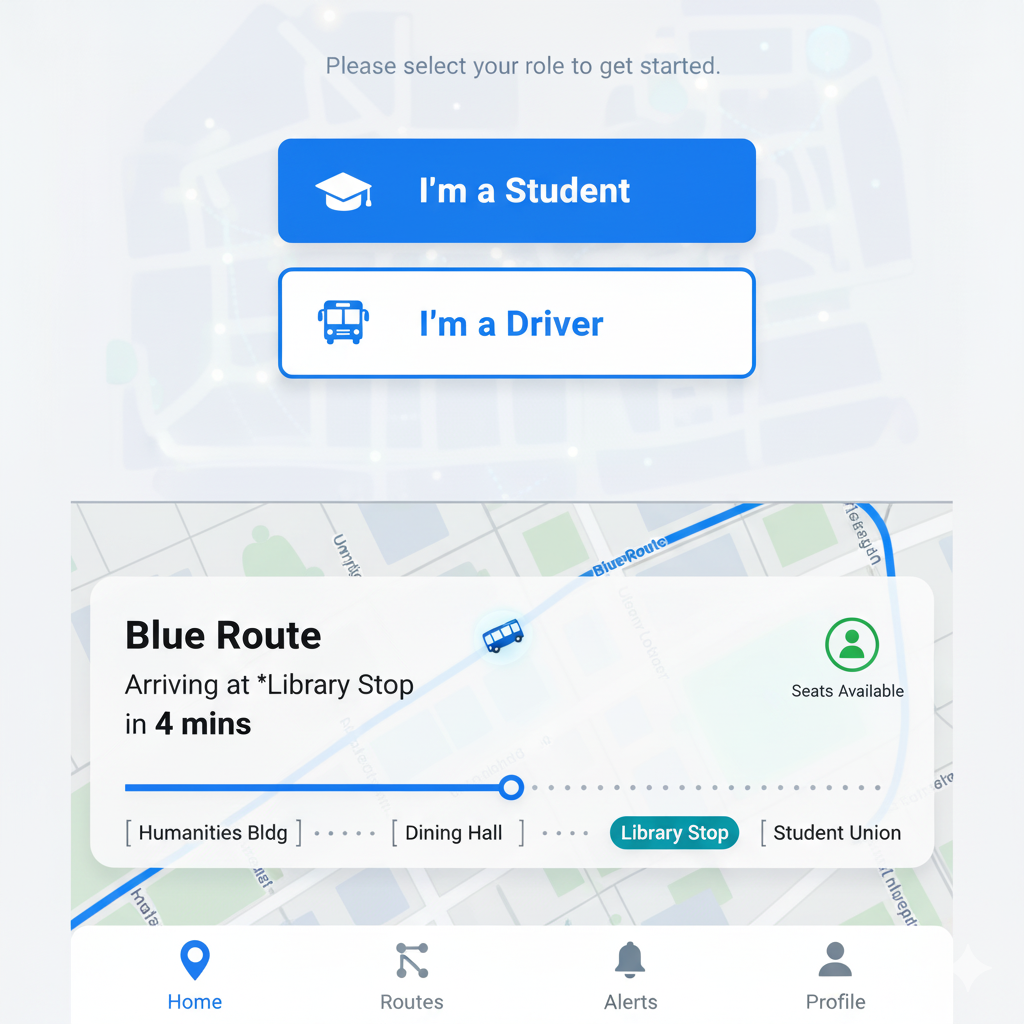 Please select your role to get started.
I'm a Student
I'm a Driver
Blue Route
Blue Route
Arriving at *Library Stop
in 4 mins
Seats Available
[ Humanities Bldg ] ····· [ Dining Hall ] ···· Library Stop [ Student Union
Home
Routes
Alerts
Profile